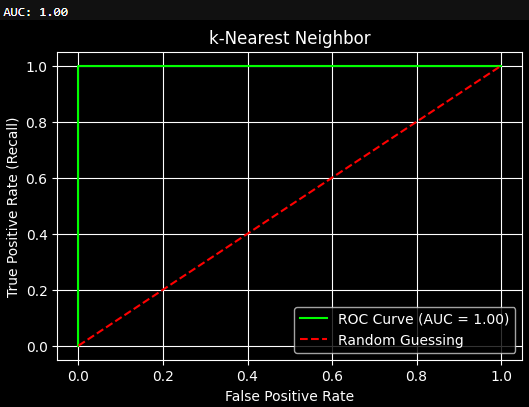 AUC: 1.00
k-Nearest Neighbor
True Positive Rate (Recall)
1.0
0.8
0.6
0.4
0.2
0.0
ROC Curve (AUC = 1.00)
Random Guessing
0.0 0.2 0.4 0.6 0.8 1.0
False Positive Rate